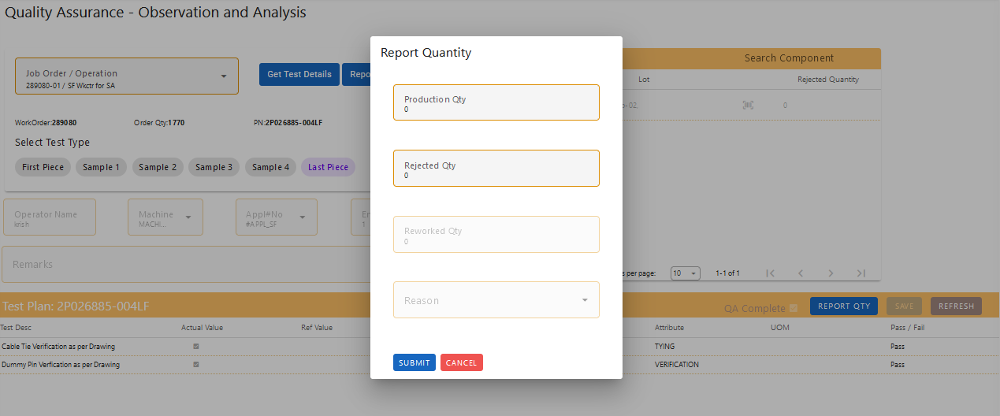 Quality Assurance - Observation and Analysis
Job Order / Operation
289080-01 / SF Wkctr for SA
Get Test Details
Repo
WorkOrder:289080
Order Qty:1770
PN:2P026885-004LF
Select Test Type
First Piece
Sample 1
Sample 2
Sample 3
Sample 4
Last Piece
Operator Name
krish
Machine
MACHI...
Appl#No
#APPL_SF
En
1
Remarks
Report Quantity
Production Qty
0
Rejected Qty
0
Reworked Qty
0
Reason
SUBMIT
CANCEL
Search Component
Lot
Rejected Quantity
-02,
0
s per page:
10
1-1 of 1
Test Plan: 2P026885-004LF
QA Complete
REPORT QTY
SAVE
REFRESH
Test Desc
Actual Value
Ref Value
Attribute
UOM
Pass / Fail
Cable Tie Verification as per Drawing
TYING
Pass
Dummy Pin Verfication as per Drawing
VERIFICATION
Pass